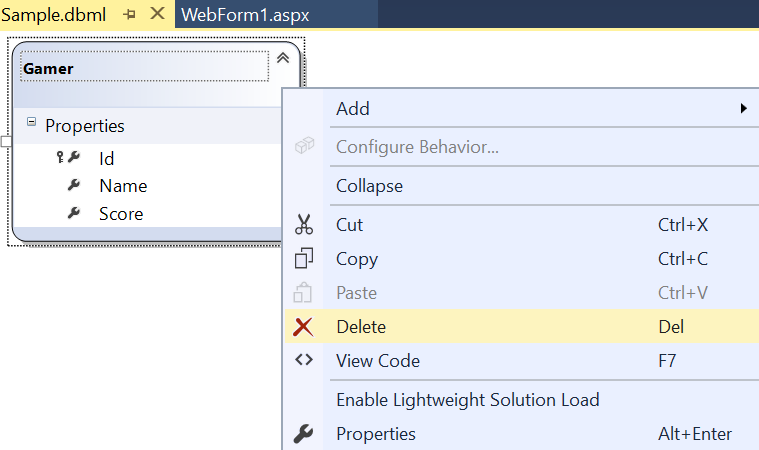 Sample.dbml WebForm1.aspx
Gamer
Properties
Id
Name
Score
Add
Configure Behavior...
Collapse
Cut Ctrl+X
Copy Ctrl+C
Paste Ctrl+V
Delete Del
View Code F7
Enable Lightweight Solution Load
Properties Alt+Enter